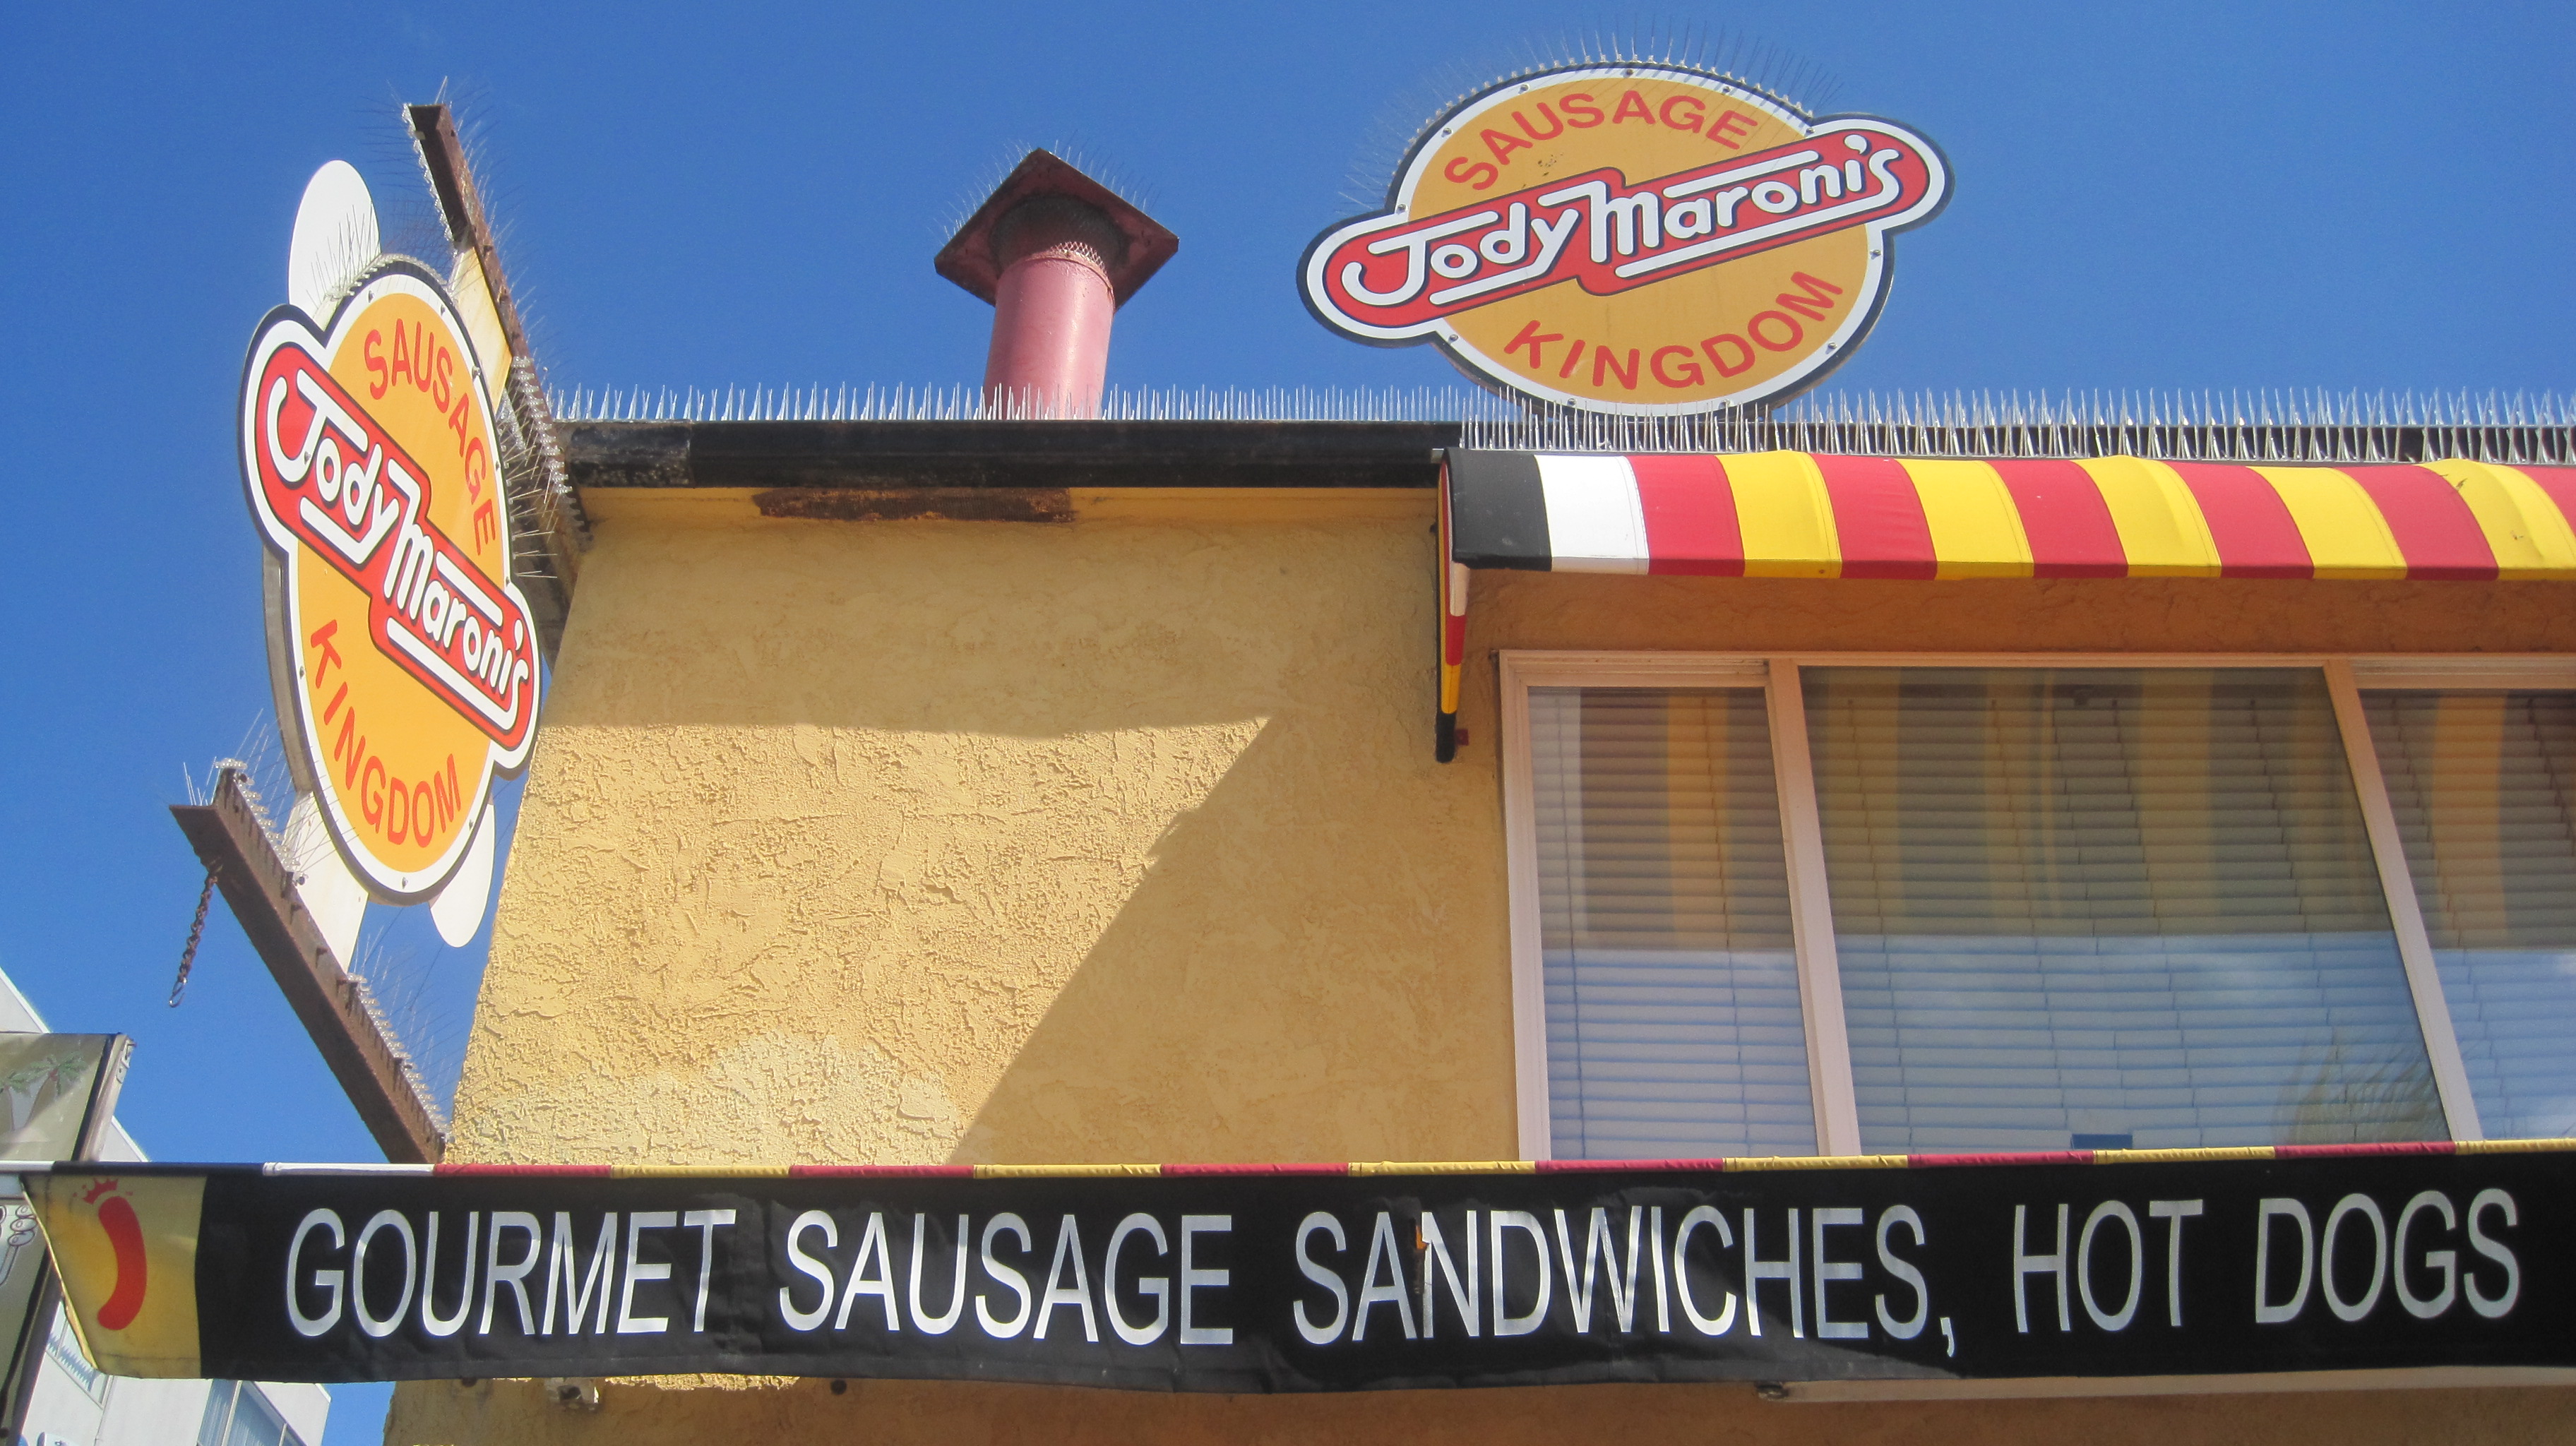 SAUSAGE
Jody Maroni's
KINGDOM
SAUSAGE
Jody Maroni's
KINGDOM
GOURMET SAUSAGE SANDWICHES, HOT DOGS